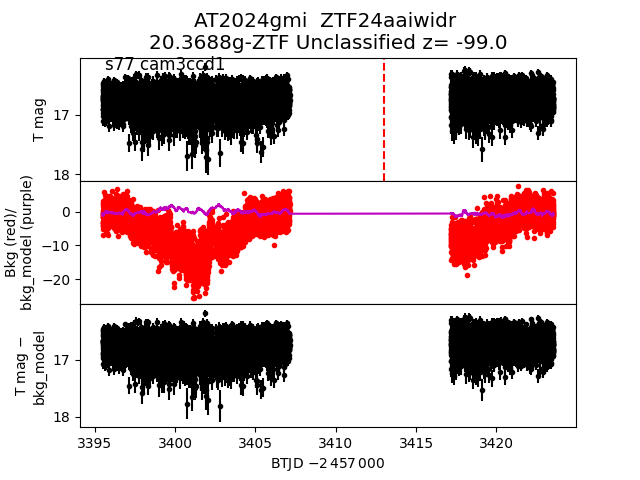 AT2024gmi  ZTF24aaiwidr
20.3688g-ZTF Unclassified z= -99.0
s77 cam3ccd1
T mag
17
18
Bkg (red)/
bkg_model (purple)
0
−10
−20
T mag −
bkg_model
17
18
3395 3400 3405 3410 3415 3420
BTJD −2 457 000